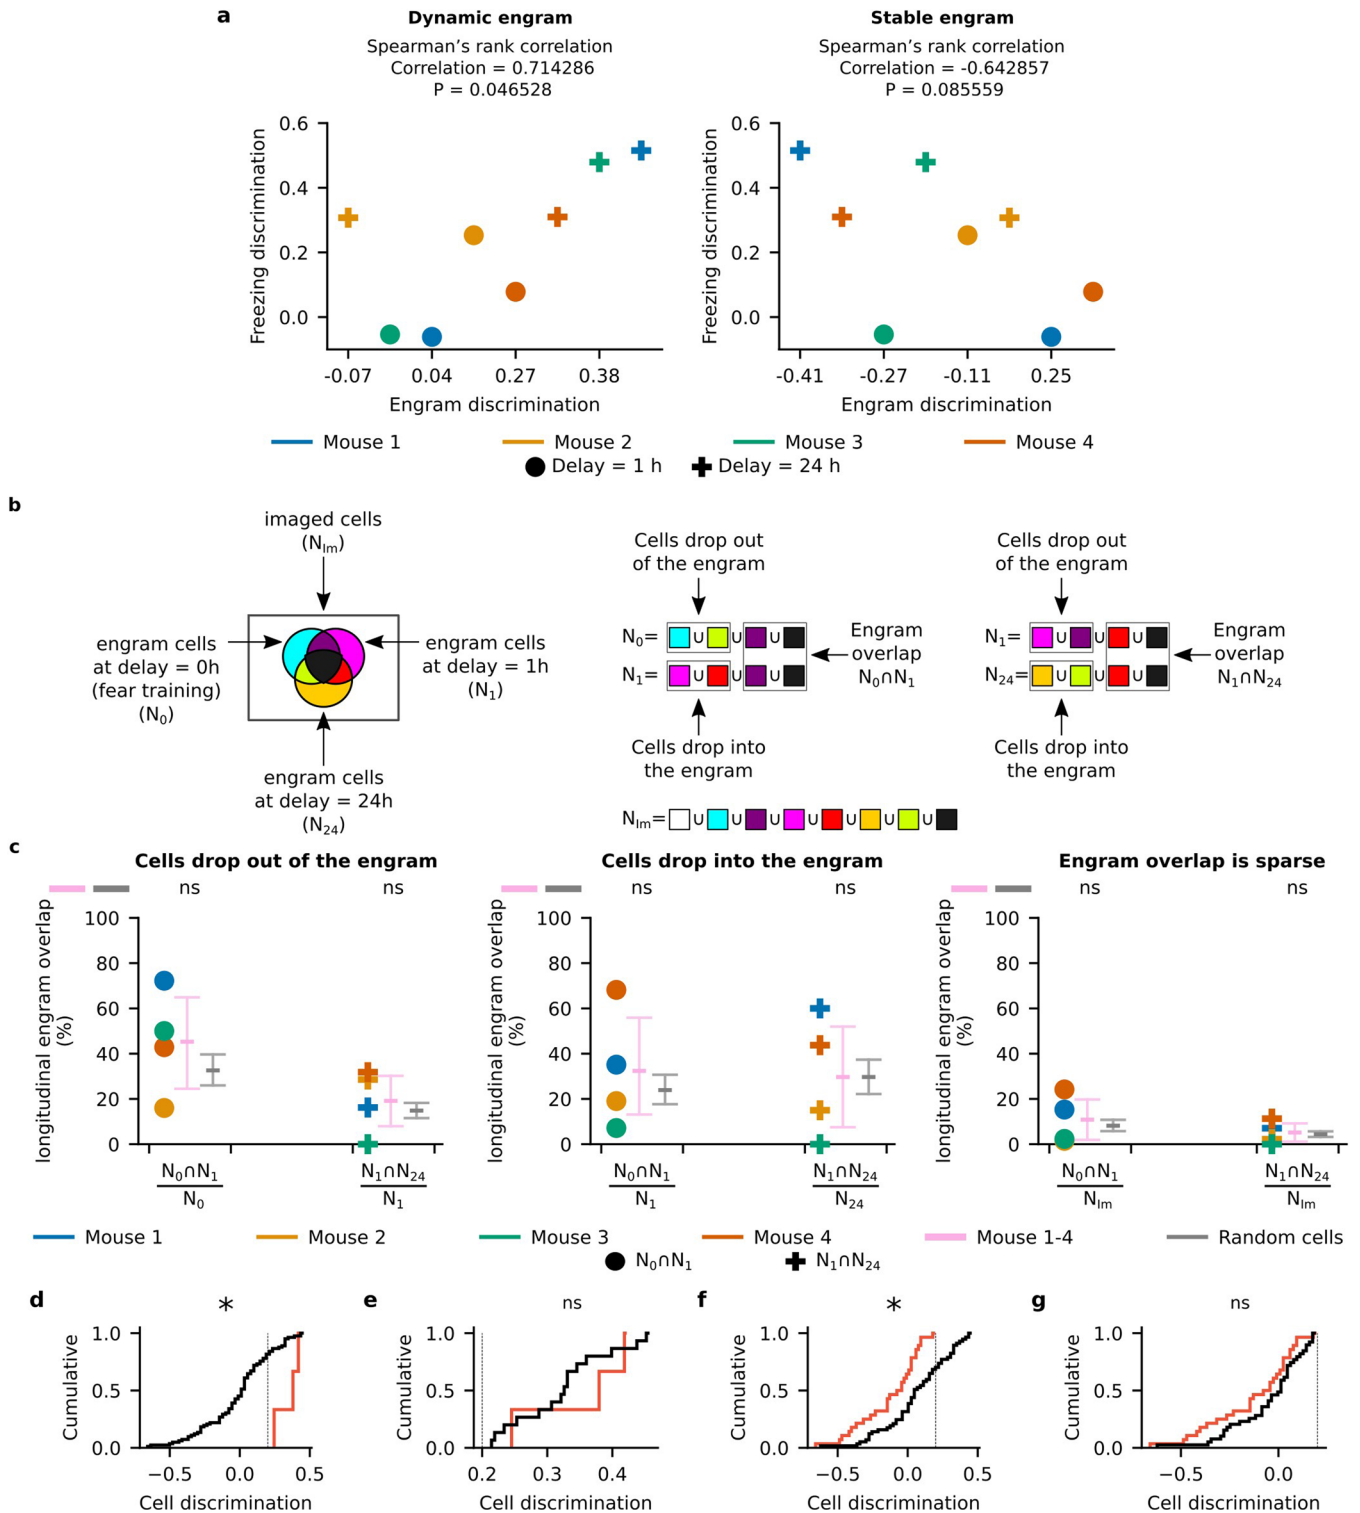 a
Dynamic engram
Spearman’s rank correlation
Correlation = 0.714286
P = 0.046528
Freezing discrimination
0.6
0.4
0.2
0.0
-0.07 0.04 0.27 0.38
Engram discrimination
Stable engram
Spearman’s rank correlation
Correlation = -0.642857
P = 0.085559
Freezing discrimination
0.6
0.4
0.2
0.0
-0.41 -0.27 -0.11 0.25
Engram discrimination
Mouse 1 Mouse 2 Mouse 3 Mouse 4
Delay = 1 h Delay = 24 h
b
imaged cells
(N_Im)
engram cells
at delay = 0h
(fear training)
(N_0)
engram cells
at delay = 1h
(N_1)
engram cells
at delay = 24h
(N_24)
Cells drop out
of the engram
N_0= ∪ ∪ ∪
N_1= ∪ ∪ ∪
Engram
overlap
N_0∩N_1
Cells drop into
the engram
Cells drop out
of the engram
N_1= ∪ ∪ ∪
N_24= ∪ ∪ ∪
Engram
overlap
N_1∩N_24
Cells drop into
the engram
N_Im= ∪ ∪ ∪ ∪ ∪ ∪ ∪
c
Cells drop out of the engram
ns ns
longitudinal engram overlap
(%)
100
80
60
40
20
0
N_0∩N_1
N_0
N_1∩N_24
N_1
Cells drop into the engram
ns ns
longitudinal engram overlap
(%)
100
80
60
40
20
0
N_0∩N_1
N_1
N_1∩N_24
N_24
Engram overlap is sparse
ns ns
longitudinal engram overlap
(%)
100
80
60
40
20
0
N_0∩N_1
N_Im
N_1∩N_24
N_Im
Mouse 1 Mouse 2 Mouse 3 Mouse 4 Mouse 1-4 Random cells
N_0∩N_1 N_1∩N_24
d
*
Cumulative
1.0
0.5
0.0
−0.5 0.0 0.5
Cell discrimination
e
ns
Cumulative
1.0
0.5
0.0
0.2 0.3 0.4
Cell discrimination
f
*
Cumulative
1.0
0.5
0.0
−0.5 0.0 0.5
Cell discrimination
g
ns
Cumulative
1.0
0.5
0.0
−0.5 0.0
Cell discrimination